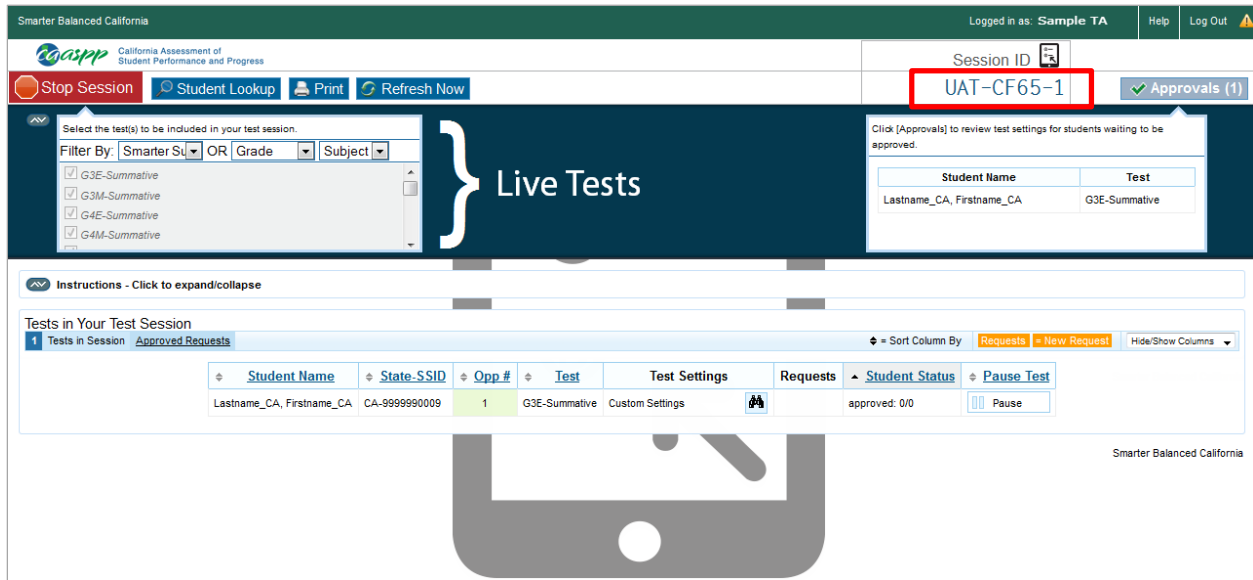 Smarter Balanced California
Logged in as: Sample TA
Help
Log Out
caaspp
California Assessment of
Student Performance and Progress
Session ID
Stop Session
Student Lookup
Print
Refresh Now
UAT-CF65-1
Approvals (1)
Select the test(s) to be included in your test session.
Filter By: Smarter Su OR Grade Subject
G3E-Summative
G3M-Summative
G4E-Summative
G4M-Summative
} Live Tests
Click [Approvals] to review test settings for students waiting to be
approved.
Student Name Test
Lastname_CA, Firstname_CA G3E-Summative
Instructions - Click to expand/collapse
Tests in Your Test Session
1 Tests in Session Approved Requests
= Sort Column By Requests = New Request Hide/Show Columns
Student Name State-SSID Opp # Test Test Settings Requests Student Status Pause Test
Lastname_CA, Firstname_CA CA-9999990009 1 G3E-Summative Custom Settings approved: 0/0 Pause
Smarter Balanced California